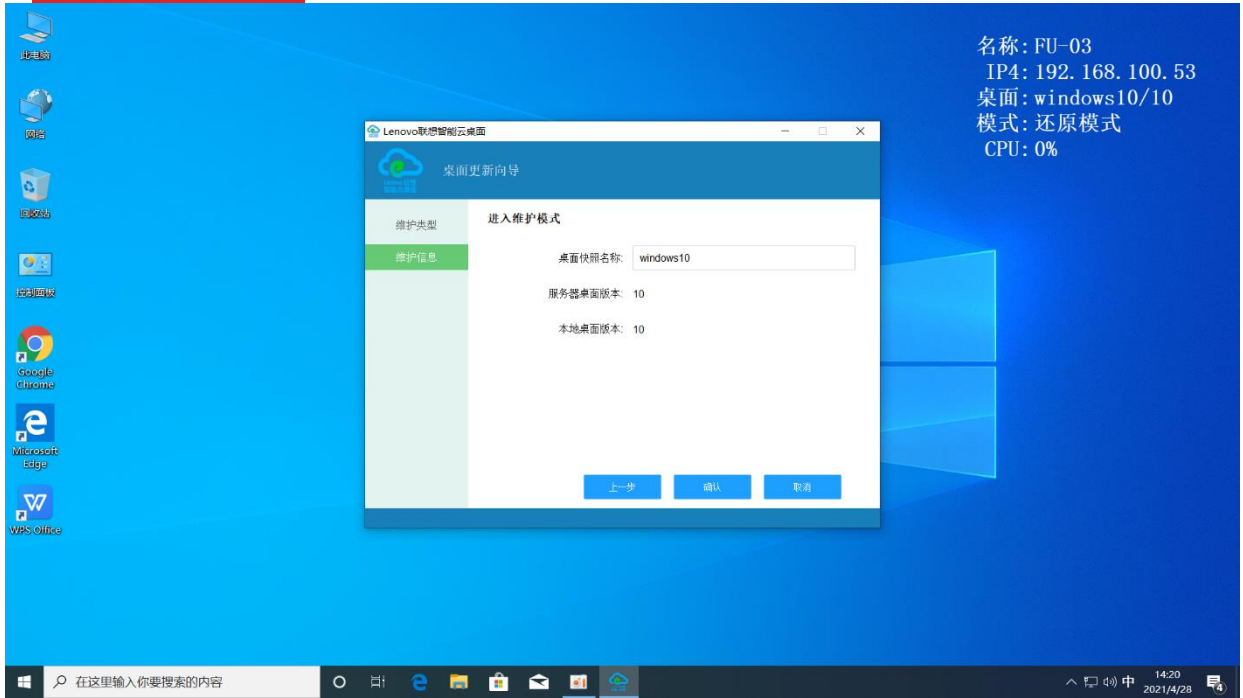 此电脑
网络
回收站
控制面板
Google
Chrome
Microsoft
Edge
WPS Office
名称:FU-03
IP4:192.168.100.53
桌面:windows10/10
模式:还原模式
CPU:0%
Lenovo联想智能云桌面
桌面更新向导
维护类型
维护信息
进入维护模式
桌面快照名称: windows10
服务器桌面版本: 10
本地桌面版本: 10
上一步 确认 取消
在这里输入你要搜索的内容
中
14:20
2021/4/28
4